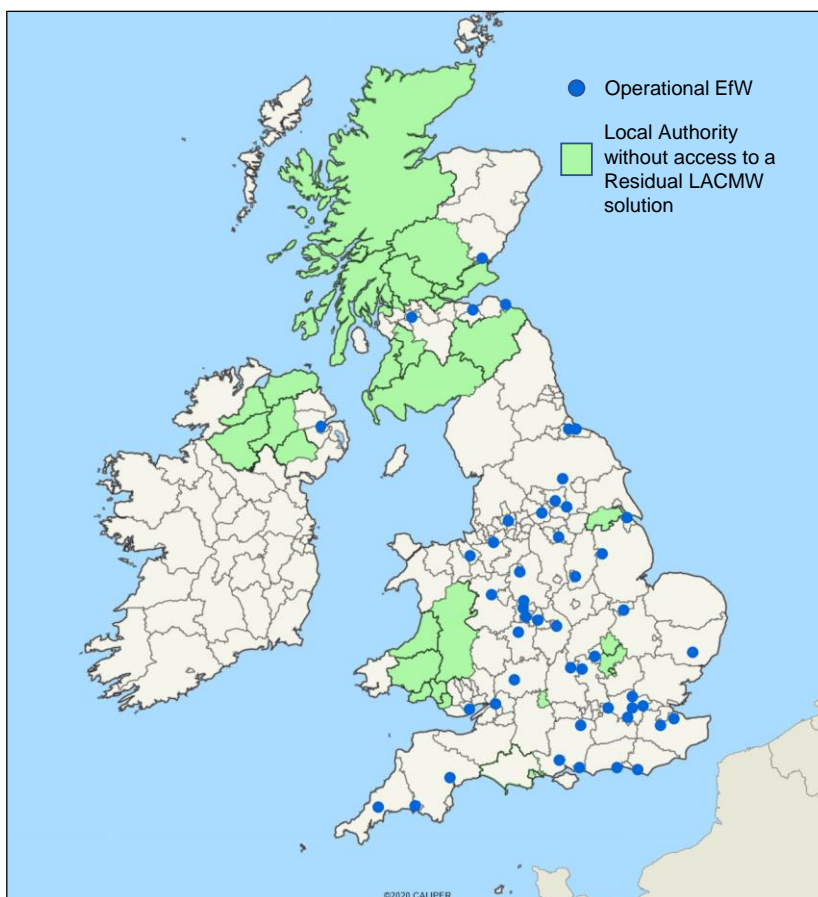 Operational EfW
Local Authority
without access to a
Residual LACMW
solution
©2020 CALIPER